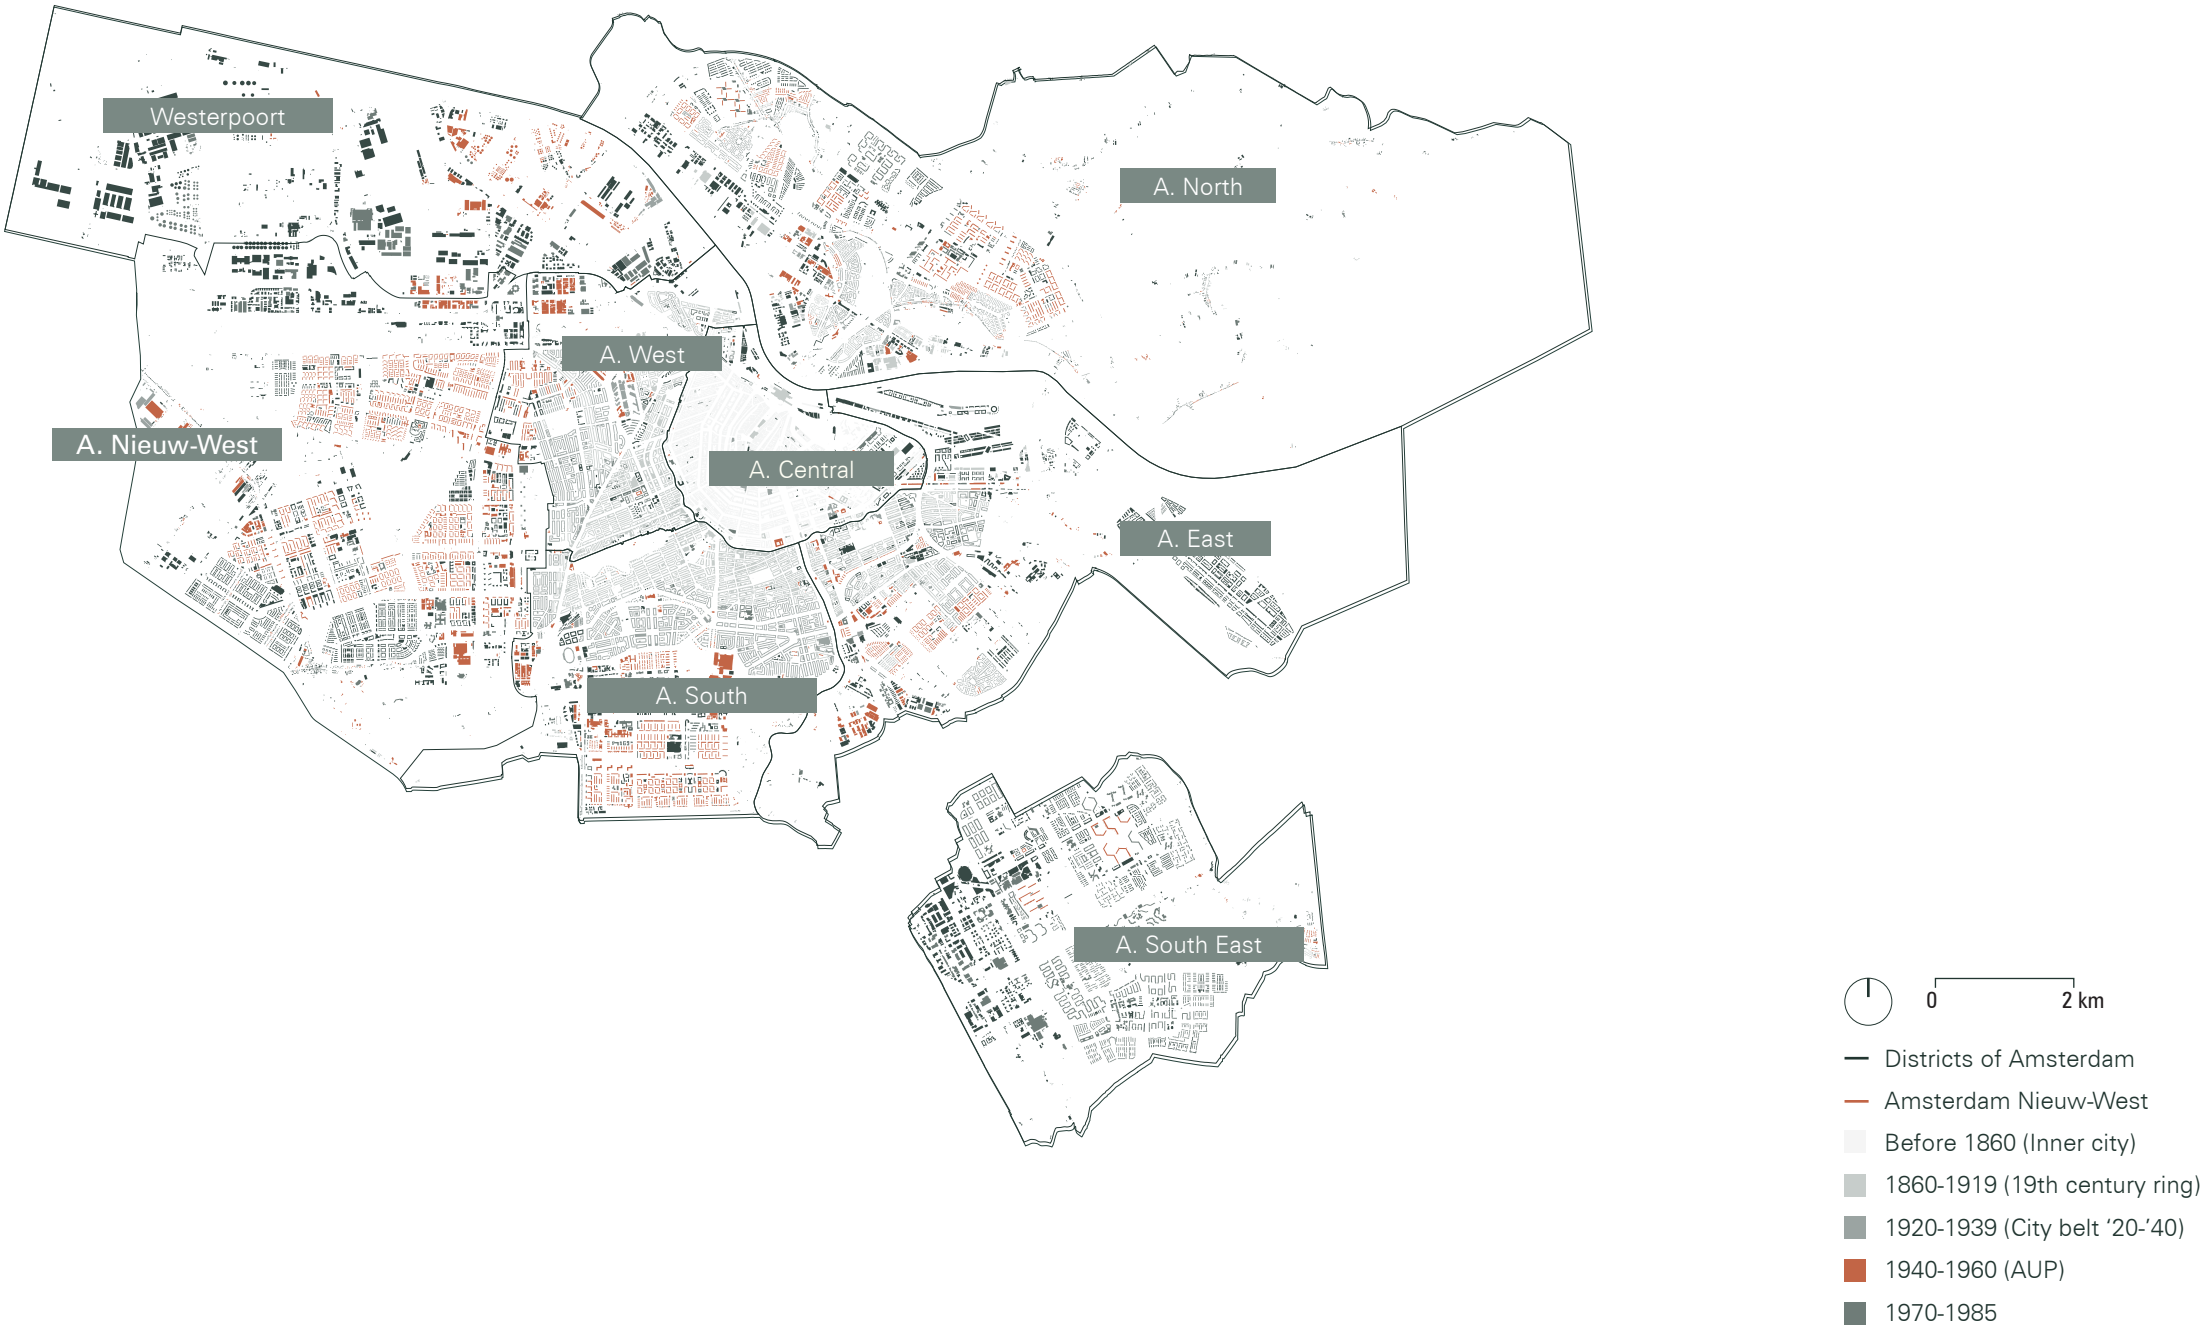 Westerpoort
A. North
A. West
A. Nieuw-West
A. Central
A. East
A. South
A. South East
0 2 km
Districts of Amsterdam
Amsterdam Nieuw-West
Before 1860 (Inner city)
1860-1919 (19th century ring)
1920-1939 (City belt ‘20-’40)
1940-1960 (AUP)
1970-1985